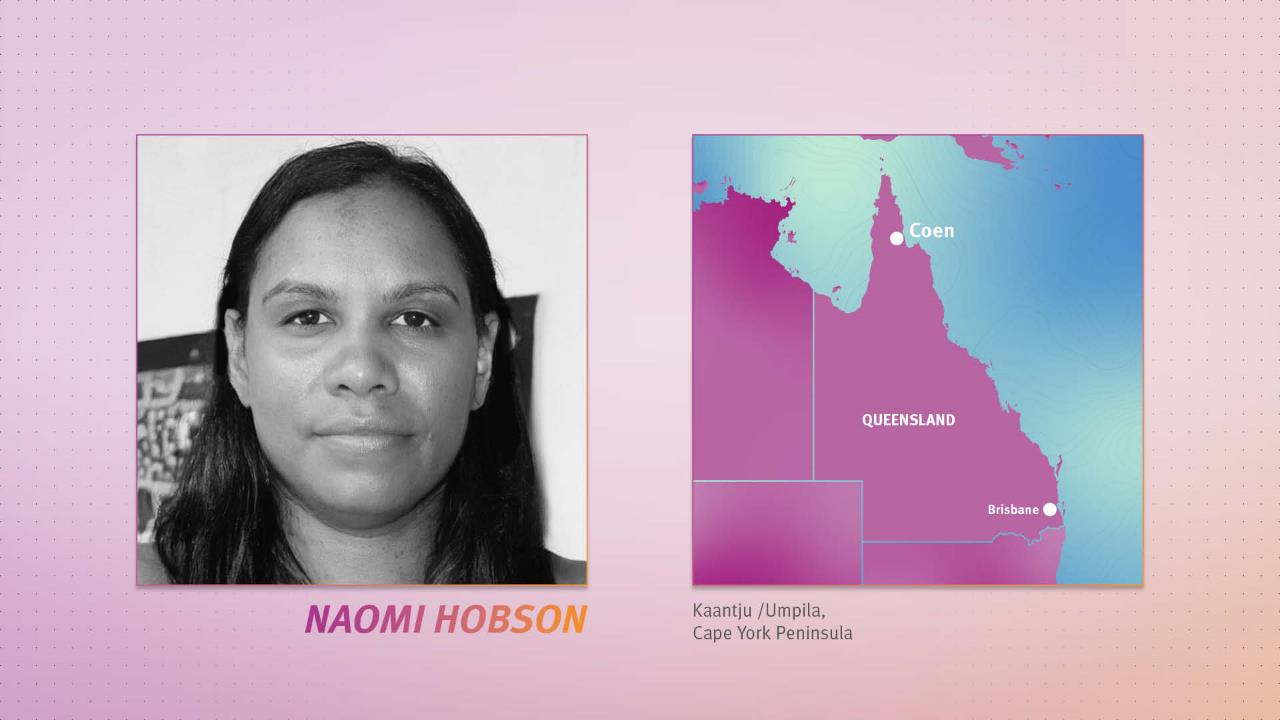 Coen
QUEENSLAND
Brisbane
NAOMI HOBSON
Kaantju /Umpila,
Cape York Peninsula